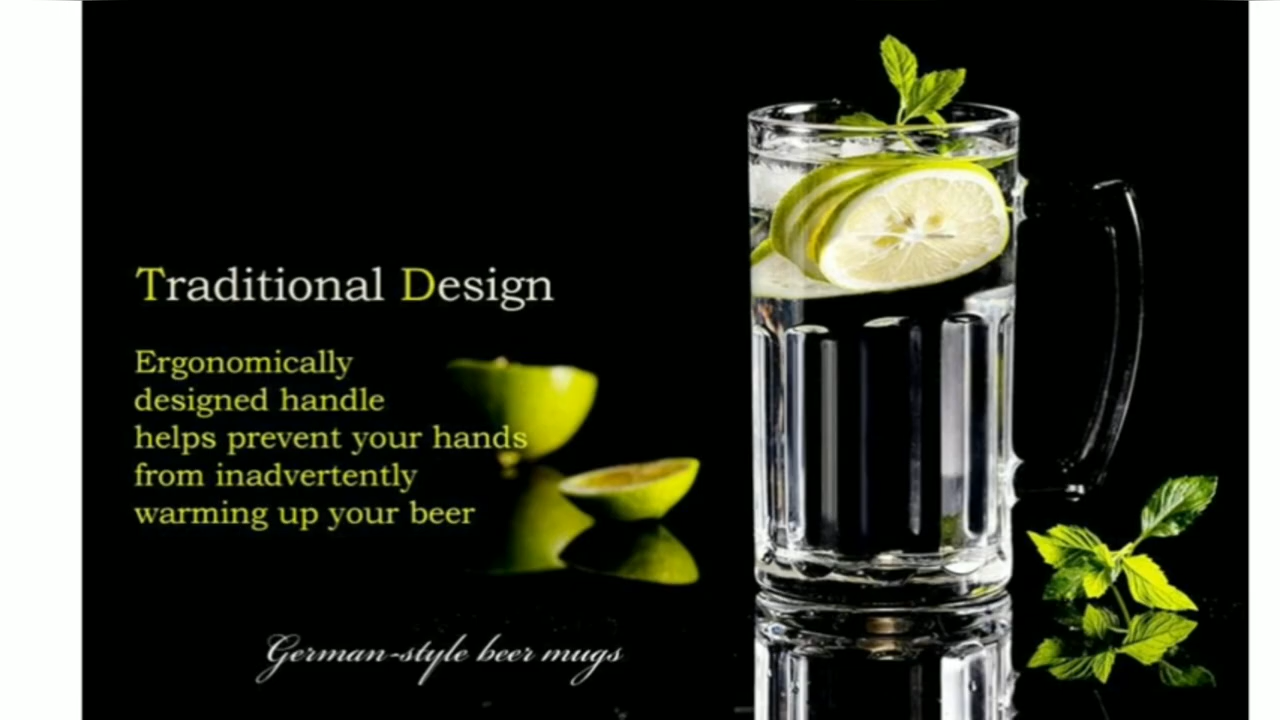 Traditional Design
Ergonomically
designed handle
helps prevent your hands
from inadvertently
warming up your beer
German-style beer mugs